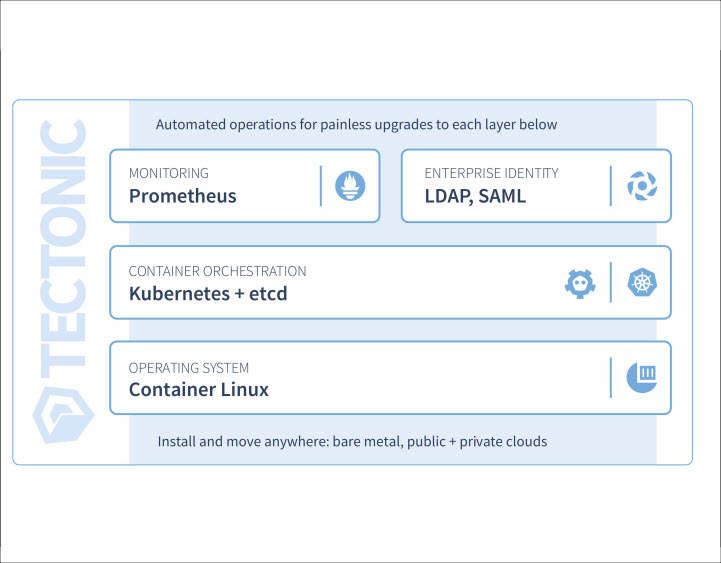 TECTONIC
Automated operations for painless upgrades to each layer below
MONITORING
Prometheus
ENTERPRISE IDENTITY
LDAP, SAML
CONTAINER ORCHESTRATION
Kubernetes + etcd
OPERATING SYSTEM
Container Linux
Install and move anywhere: bare metal, public + private clouds